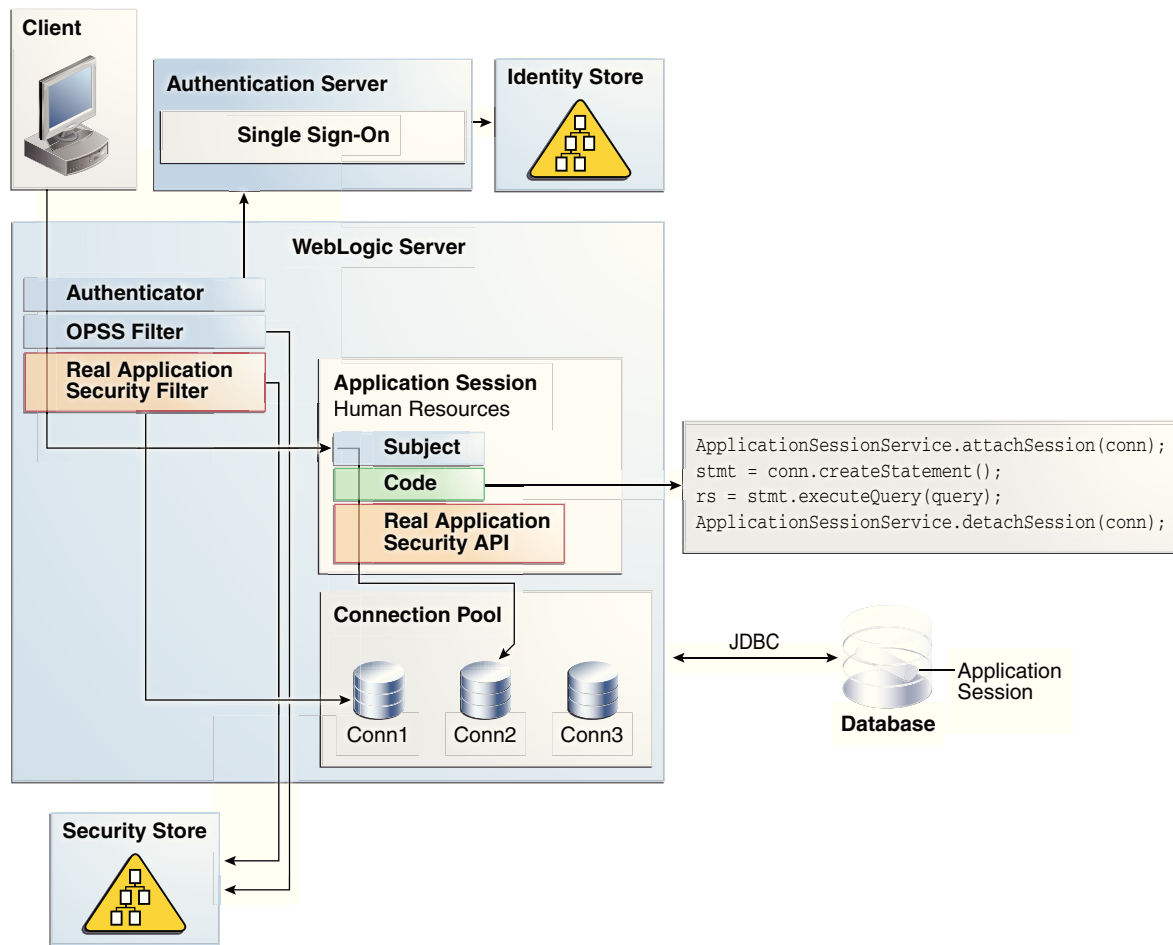 Client
Authentication Server
Single Sign-On
Identity Store
WebLogic Server
Authenticator
OPSS Filter
Real Application
Security Filter
Application Session
Human Resources
Subject
Code
Real Application
Security API
ApplicationSessionService.attachSession(conn);
stmt = conn.createStatement();
rs = stmt.executeQuery(query);
ApplicationSessionService.detachSession(conn);
Connection Pool
Conn1
Conn2
Conn3
JDBC
Application
Session
Database
Security Store